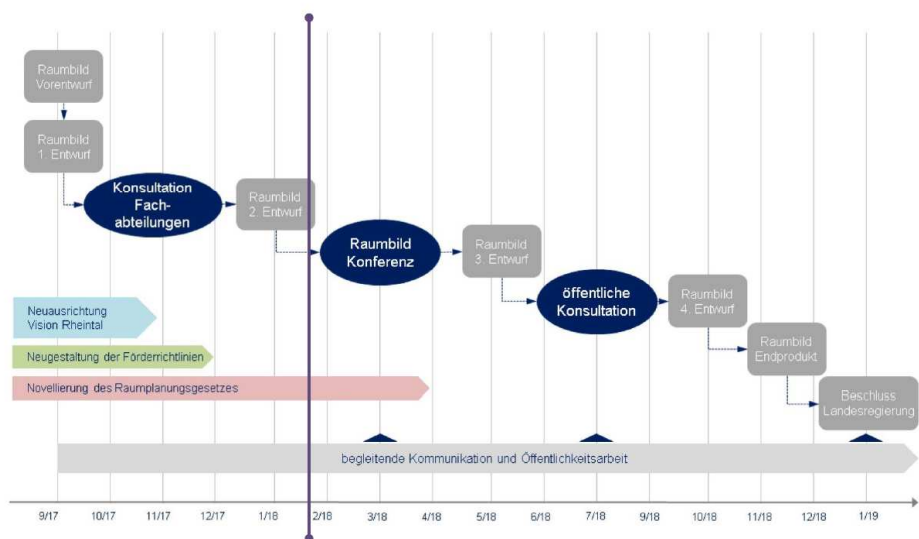 Raumbild
Vorentwurf
Raumbild
1. Entwurf
Konsultation
Fach-
abteilungen
Raumbild
2. Entwurf
Raumbild
Konferenz
Raumbild
3. Entwurf
öffentliche
Konsultation
Raumbild
4. Entwurf
Raumbild
Endprodukt
Beschluss
Landesregierung
Neuausrichtung
Vision Rheintal
Neugestaltung der Förderrichtlinien
Novellierung des Raumplanungsgesetzes
begleitende Kommunikation und Öffentlichkeitsarbeit
9/17 10/17 11/17 12/17 1/18 2/18 3/18 4/18 5/18 6/18 7/18 9/18 10/18 11/18 12/18 1/19